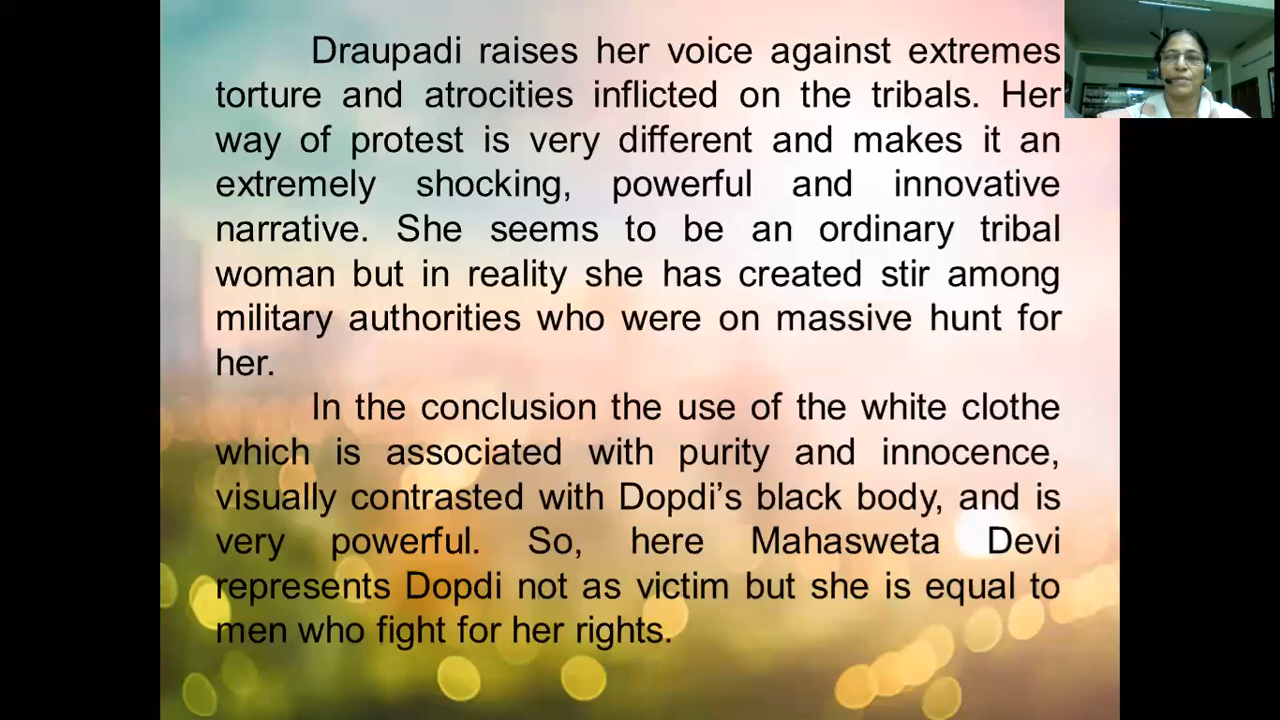 Draupadi raises her voice against extremes
torture and atrocities inflicted on the tribals. Her
way of protest is very different and makes it an
extremely shocking, powerful and innovative
narrative. She seems to be an ordinary tribal
woman but in reality she has created stir among
military authorities who were on massive hunt for
her.
In the conclusion the use of the white clothe
which is associated with purity and innocence,
visually contrasted with Dopdi’s black body, and is
very powerful. So, here Mahasweta Devi
represents Dopdi not as victim but she is equal to
men who fight for her rights.